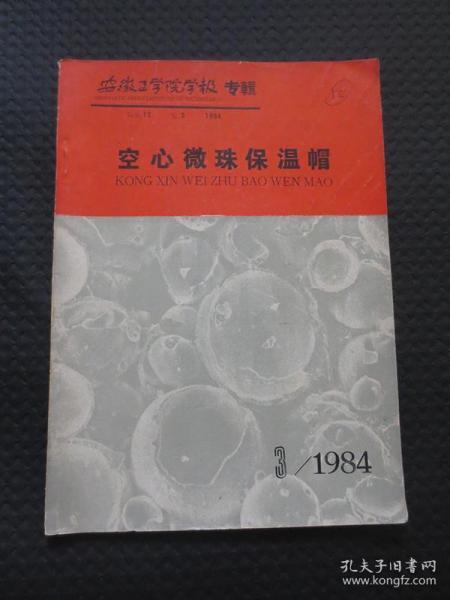 安徽工学院学报 专辑
1984
空心微珠保温帽
KONG XIN WEI ZHU BAO WEN MAO
3/1984
孔夫子旧书网
www.kongfz.com